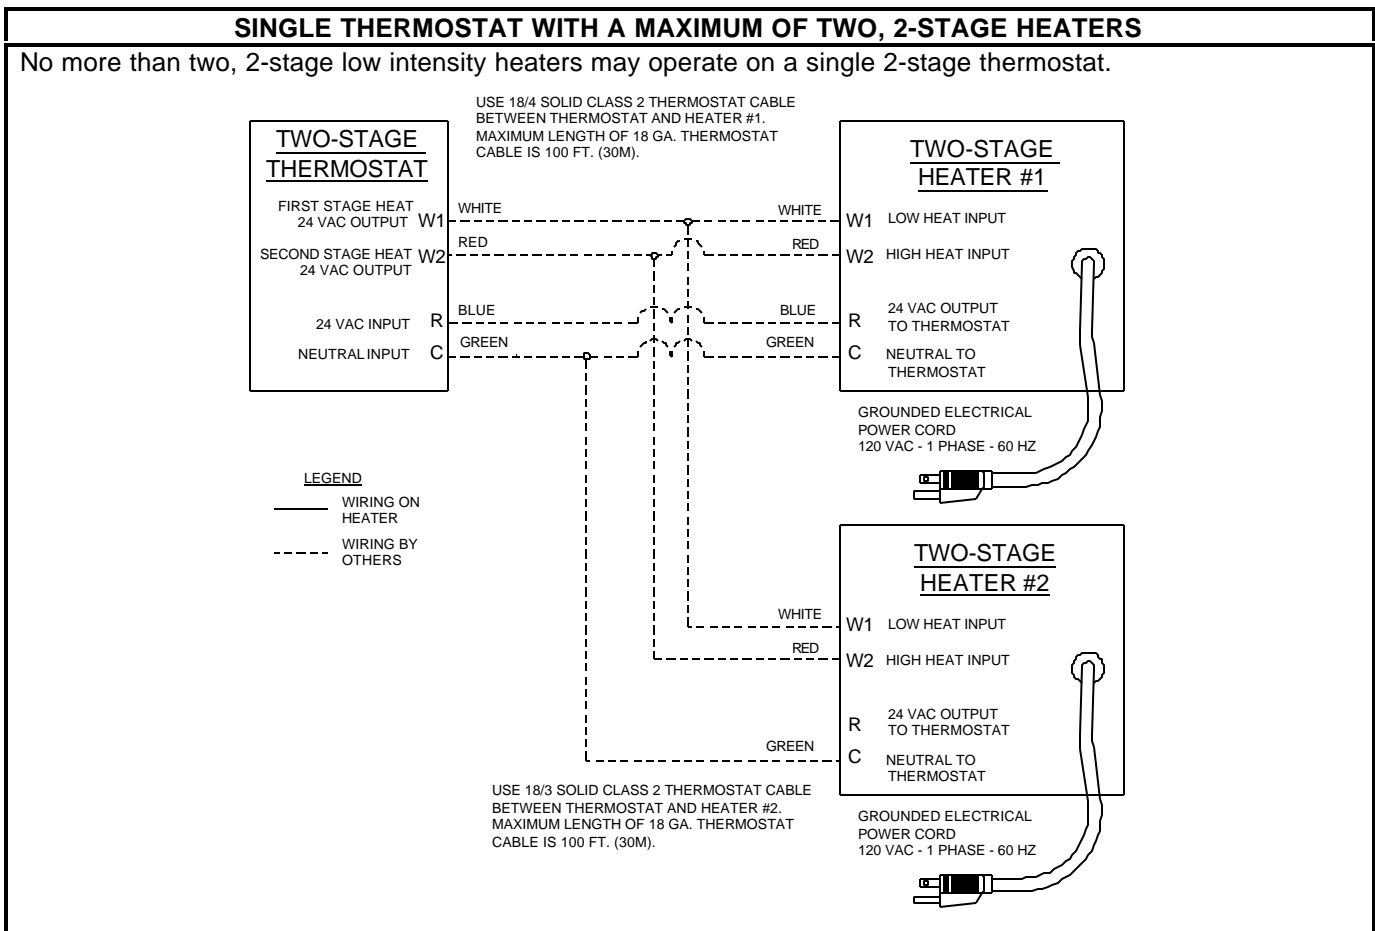 SINGLE THERMOSTAT WITH A MAXIMUM OF TWO, 2-STAGE HEATERS
No more than two, 2-stage low intensity heaters may operate on a single 2-stage thermostat.
USE 18/4 SOLID CLASS 2 THERMOSTAT CABLE
BETWEEN THERMOSTAT AND HEATER #1.
MAXIMUM LENGTH OF 18 GA. THERMOSTAT
CABLE IS 100 FT. (30M).
TWO-STAGE
THERMOSTAT
FIRST STAGE HEAT
24 VAC OUTPUT W1
SECOND STAGE HEAT W2
24 VAC OUTPUT
24 VAC INPUT R
NEUTRAL INPUT C
WHITE
RED
BLUE
GREEN
WHITE
RED
BLUE
GREEN
TWO-STAGE
HEATER #1
W1 LOW HEAT INPUT
W2 HIGH HEAT INPUT
R 24 VAC OUTPUT
TO THERMOSTAT
C NEUTRAL TO
THERMOSTAT
GROUNDED ELECTRICAL
POWER CORD
120 VAC - 1 PHASE - 60 HZ
LEGEND
WIRING ON
HEATER
WIRING BY
OTHERS
TWO-STAGE
HEATER #2
WHITE
RED
GREEN
W1 LOW HEAT INPUT
W2 HIGH HEAT INPUT
R 24 VAC OUTPUT
TO THERMOSTAT
C NEUTRAL TO
THERMOSTAT
USE 18/3 SOLID CLASS 2 THERMOSTAT CABLE
BETWEEN THERMOSTAT AND HEATER #2.
MAXIMUM LENGTH OF 18 GA. THERMOSTAT
CABLE IS 100 FT. (30M).
GROUNDED ELECTRICAL
POWER CORD
120 VAC - 1 PHASE - 60 HZ